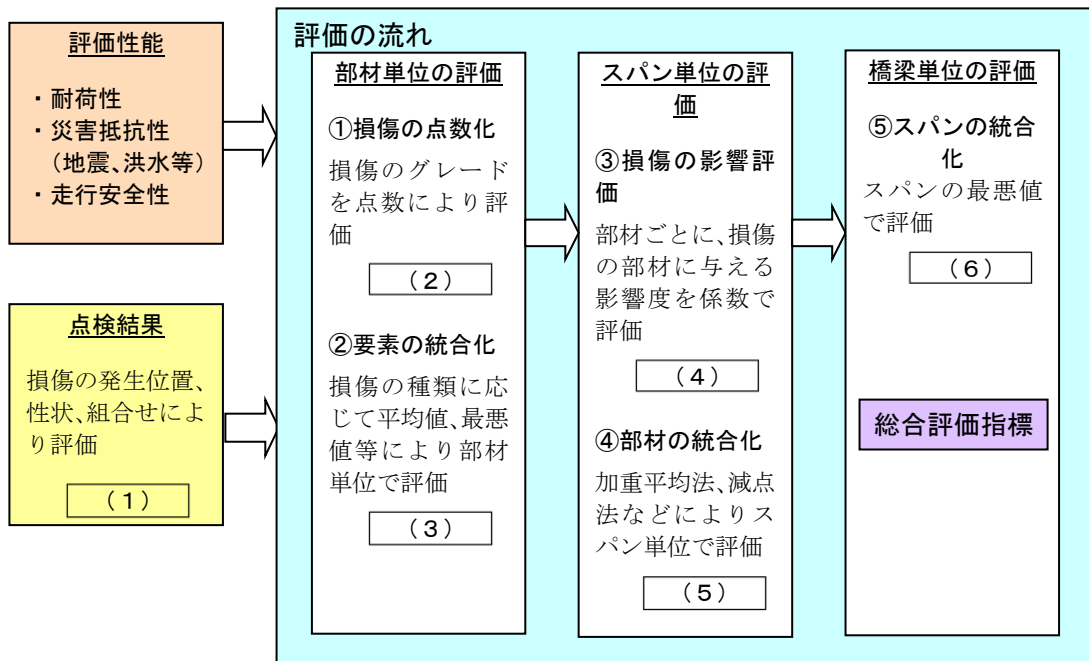 評価性能
・耐荷性
・災害抵抗性
（地震、洪水等）
・走行安全性
点検結果
損傷の発生位置、
性状、組合せによ
り評価
（１）
評価の流れ
部材単位の評価
①損傷の点数化
損傷のグレード
を点数により評
価
（２）
②要素の統合化
損傷の種類に応
じて平均値、最悪
値等により部材
単位で評価
（３）
スパン単位の評
価
③損傷の影響評
価
部材ごとに、損傷
の部材に与える
影響度を係数で
評価
（４）
④部材の統合化
加重平均法、減点
法などによりス
パン単位で評価
（５）
橋梁単位の評価
⑤スパンの統合
化
スパンの最悪値
で評価
（６）
総合評価指標